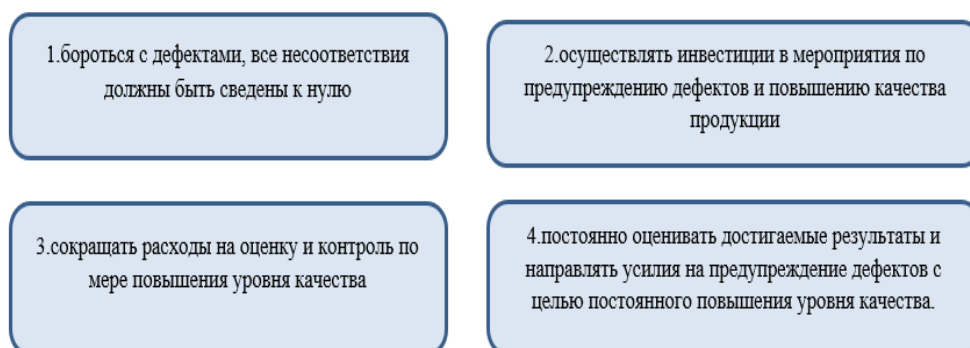 1.бороться с дефектами, все несоответствия
должны быть сведены к нулю
2.осуществлять инвестиции в мероприятия по
предупреждению дефектов и повышению качества
продукции
3.сокращать расходы на оценку и контроль по
мере повышения уровня качества
4.постоянно оценивать достигаемые результаты и
направлять усилия на предупреждение дефектов с
целью постоянного повышения уровня качества.